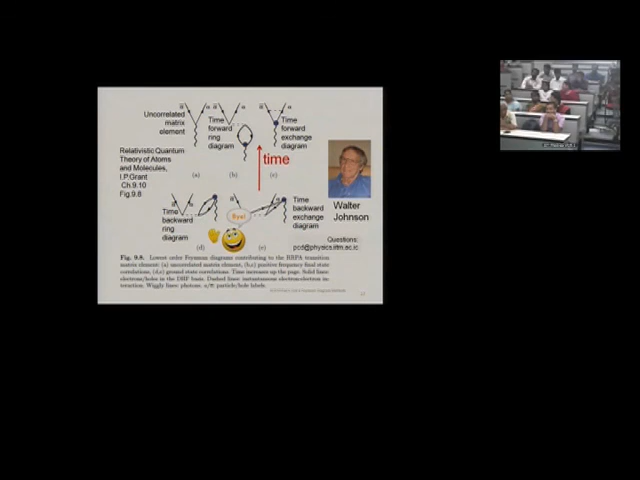 Uncorrelated
matrix
element
Time
forward
ring
diagram
Time
forward
exchange
diagram
(a)
(b)
(c)
time
Relativistic Quantum
Theory of Atoms
and Molecules,
I.P.Grant
Ch.9.10
Fig.9.8
Walter
Johnson
Time
backward
ring
diagram
Bye!
Time
backward
exchange
diagram
(d)
(e)
Questions:
pcd@physics.iitm.ac.in
Fig. 9.8. Lowest order Feynman diagrams contributing to the RRPA transition
matrix element: (a) uncorrelated matrix element, (b,c) positive frequency final state
correlations, (d,e) ground state correlations. Time increases up the page. Solid lines:
electrons/holes in the DHF basis. Dashed lines: instantaneous electron-electron in-
teraction. Wiggly lines: photons. a/ā: particle/hole labels.